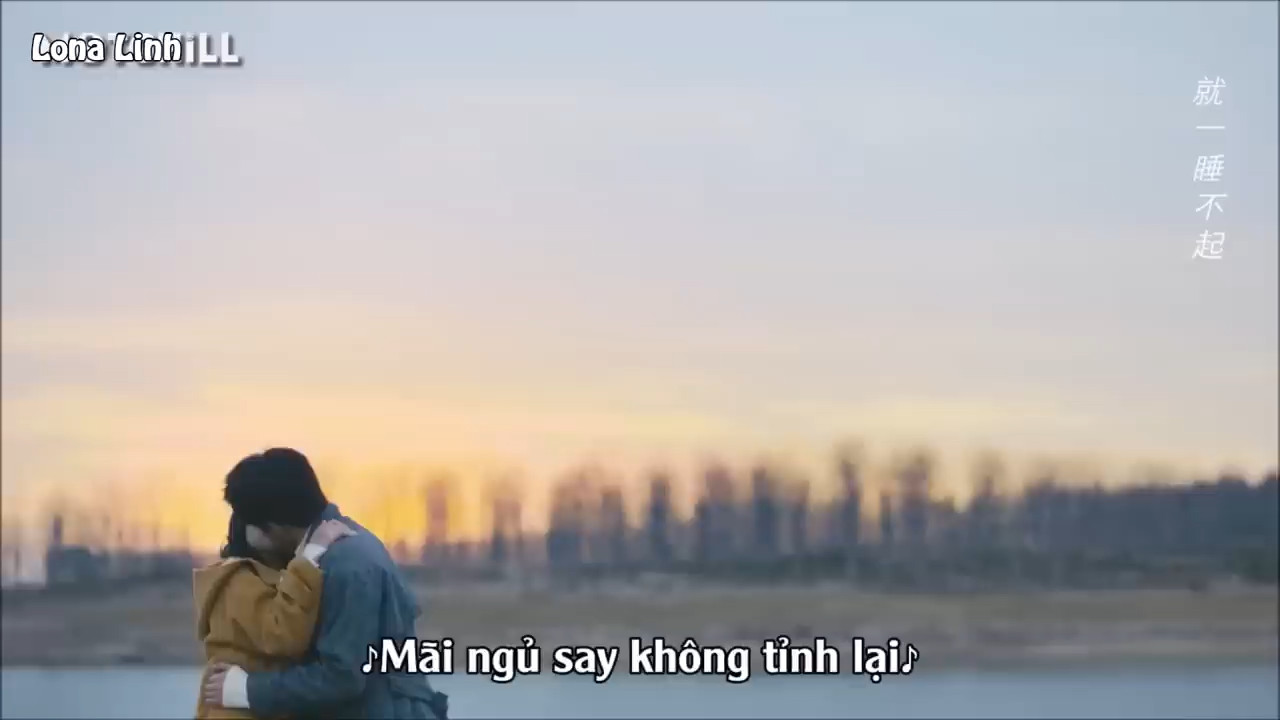 Lona Linh
就一睡不起
♪Mãi ngủ say không tỉnh lại♪